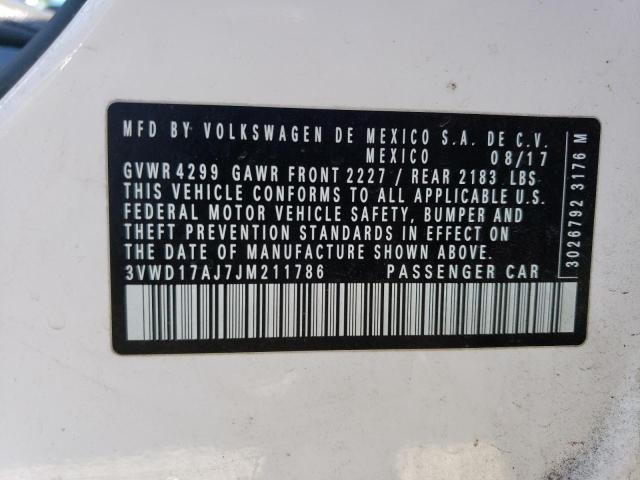 MFD BY VOLKSWAGEN DE MEXICO S.A. DE C.V.
MEXICO 08/17
GVWR 4299 GAWR FRONT 2227 / REAR 2183 LBS
THIS VEHICLE CONFORMS TO ALL APPLICABLE U.S.
FEDERAL MOTOR VEHICLE SAFETY, BUMPER AND
THEFT PREVENTION STANDARDS IN EFFECT ON
THE DATE OF MANUFACTURE SHOWN ABOVE
3VWD17AJ7JM211786 PASSENGER CAR
3026792 3176 M